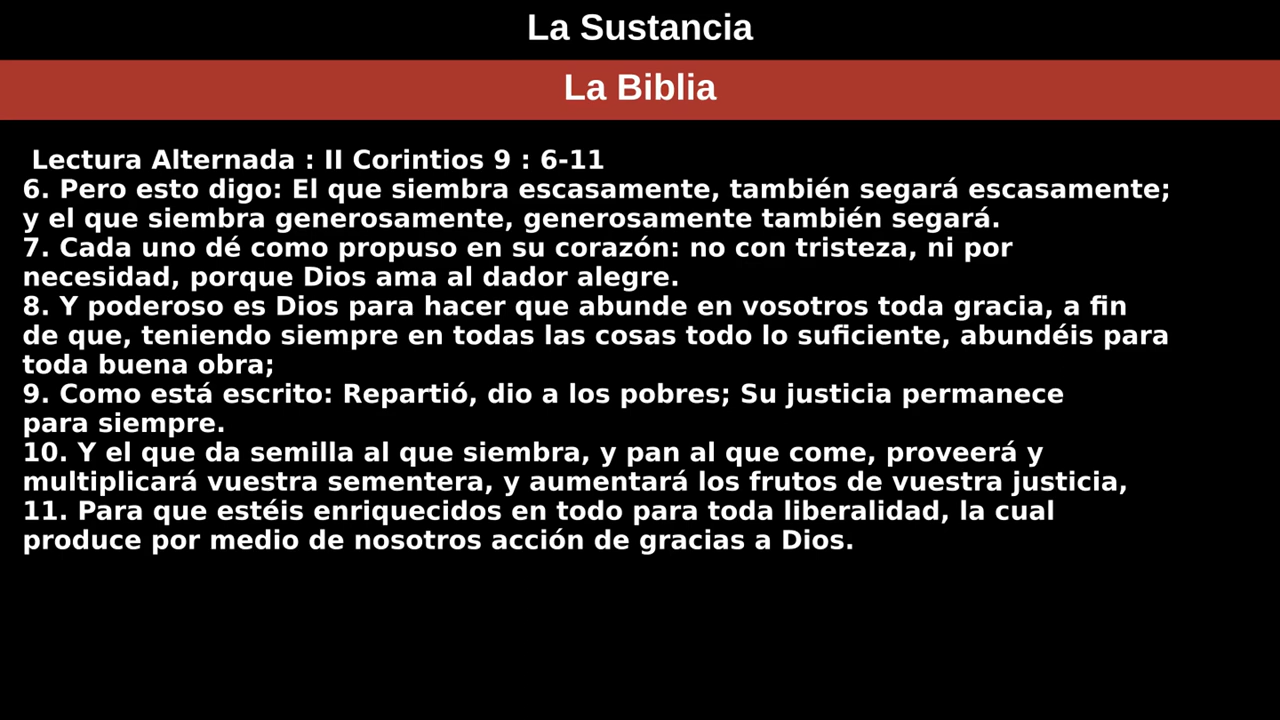 La Sustancia
La Biblia
Lectura Alternada : II Corintios 9 : 6-11
6. Pero esto digo: El que siembra escasamente, también segará escasamente;
y el que siembra generosamente, generosamente también segará.
7. Cada uno dé como propuso en su corazón: no con tristeza, ni por
necesidad, porque Dios ama al dador alegre.
8. Y poderoso es Dios para hacer que abunde en vosotros toda gracia, a fin
de que, teniendo siempre en todas las cosas todo lo suficiente, abundéis para
toda buena obra;
9. Como está escrito: Repartió, dio a los pobres; Su justicia permanece
para siempre.
10. Y el que da semilla al que siembra, y pan al que come, proveerá y
multiplicará vuestra sementera, y aumentará los frutos de vuestra justicia,
11. Para que estéis enriquecidos en todo para toda liberalidad, la cual
produce por medio de nosotros acción de gracias a Dios.